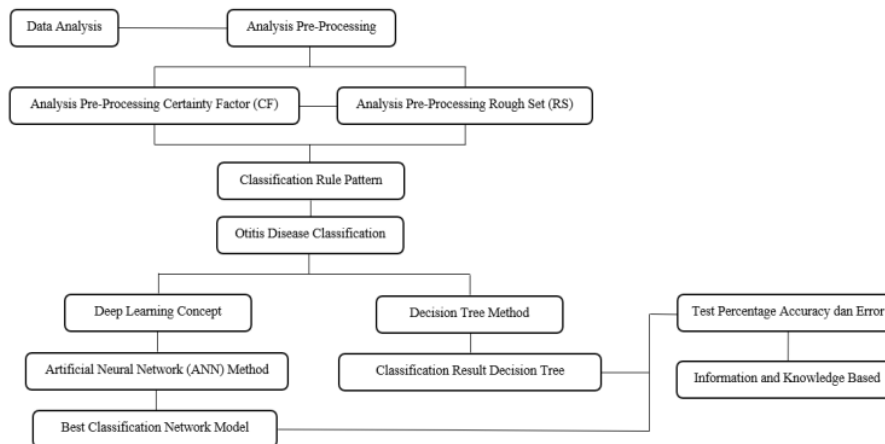 Data Analysis
Analysis Pre-Processing
Analysis Pre-Processing Certainty Factor (CF)
Analysis Pre-Processing Rough Set (RS)
Classification Rule Pattern
Otitis Disease Classification
Deep Learning Concept
Decision Tree Method
Test Percentage Accuracy dan Error
Artificial Neural Network (ANN) Method
Classification Result Decision Tree
Information and Knowledge Based
Best Classification Network Model